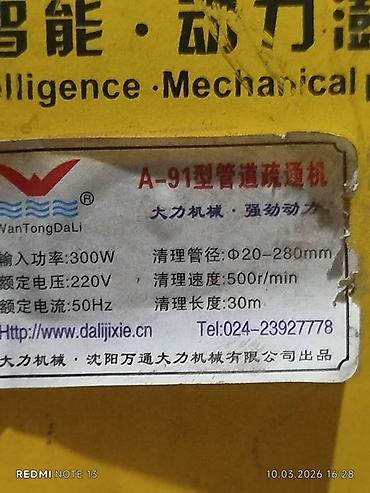 智能·动力澎
elligence ·Mechanical
WanTongDaLi ®
A-91型管道疏通机
大力机械·强劲动力
输入功率:300W 清理管径:Φ20-280mm
额定电压:220V 清理速度:500r/min
额定电流:50Hz 清理长度:30m
Http://www.dalijixie.cn Tel:024-23927778
大力机械·沈阳万通大力机械有限公司出品
REDMI NOTE 13 10.03.2026 16:28